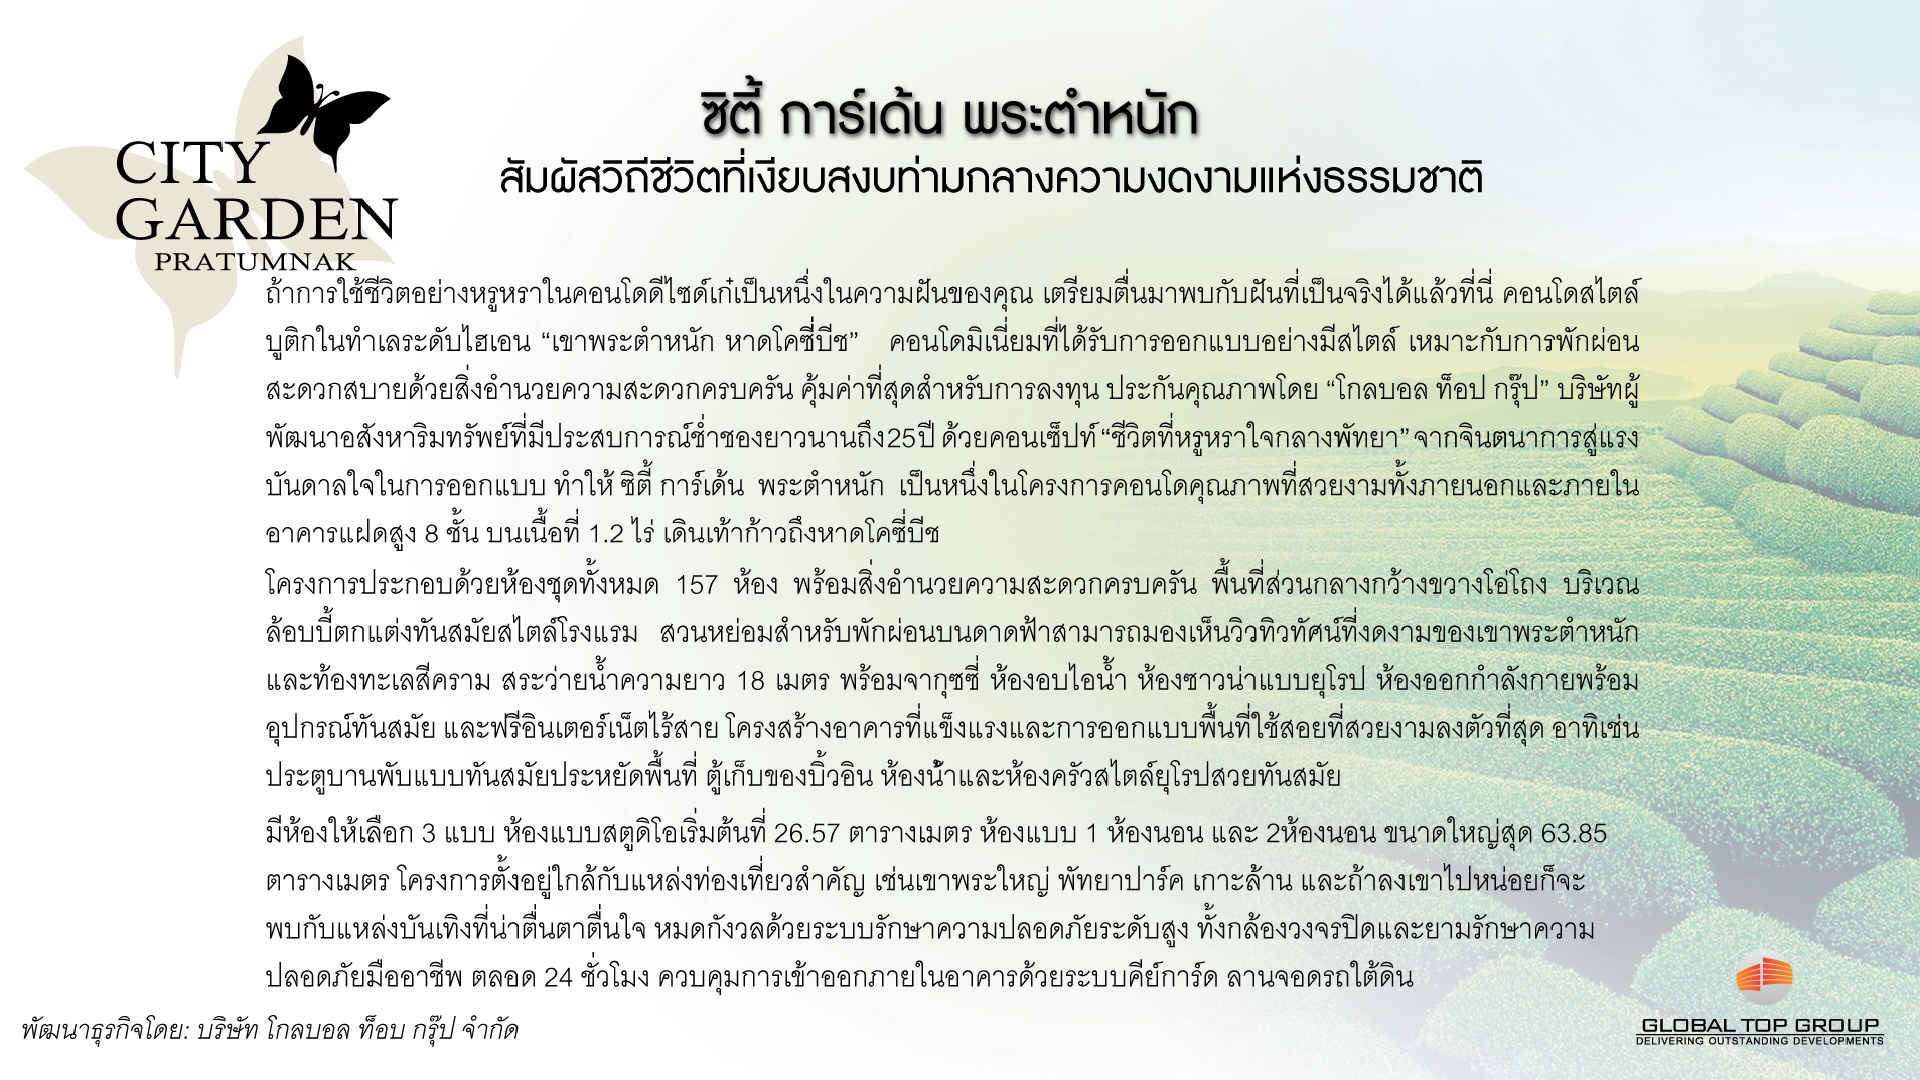 CITY
GARDEN
PRATUMNAK
ซิตี้ การ์เด้น พระตำหนัก
สัมผัสวิถีชีวิตที่เงียบสงบท่ามกลางความงดงามแห่งธรรมชาติ
ถ้าการใช้ชีวิตอย่างหรูหราในคอนโดดีไซด์เก๋เป็นหนึ่งในความฝันของคุณ เตรียมตื่นมาพบกับฝันที่เป็นจริงได้แล้วที่นี่ คอนโดสไตล์
บูติกในทำเลระดับไฮเอน “เขาพระตำหนัก หาดโคซี่บีช” คอนโดมิเนี่ยมที่ได้รับการออกแบบอย่างมีสไตล์ เหมาะกับการพักผ่อน
สะดวกสบายด้วยสิ่งอำนวยความสะดวกครบครัน คุ้มค่าที่สุดสำหรับการลงทุน ประกันคุณภาพโดย “โกลบอล ท็อป กรุ๊ป” บริษัทผู้
พัฒนาอสังหาริมทรัพย์ที่มีประสบการณ์ช่ำชองยาวนานถึง25ปี ด้วยคอนเซ็ปท์ “ชีวิตที่หรูหราใจกลางพัทยา” จากจินตนาการสู่แรง
บันดาลใจในการออกแบบ ทำให้ ซิตี้ การ์เด้น พระตำหนัก เป็นหนึ่งในโครงการคอนโดคุณภาพที่สวยงามทั้งภายนอกและภายใน
อาคารแฝดสูง 8 ชั้น บนเนื้อที่ 1.2 ไร่ เดินเท้าก้าวถึงหาดโคซี่บีช
โครงการประกอบด้วยห้องชุดทั้งหมด 157 ห้อง พร้อมสิ่งอำนวยความสะดวกครบครัน พื้นที่ส่วนกลางกว้างขวางโอ่โถง บริเวณ
ล้อบบี้ตกแต่งทันสมัยสไตล์โรงแรม สวนหย่อมสำหรับพักผ่อนบนดาดฟ้าสามารถมองเห็นวิวทิวทัศน์ที่งดงามของเขาพระตำหนัก
และท้องทะเลสีคราม สระว่ายน้ำความยาว 18 เมตร พร้อมจากุซซี่ ห้องอบไอน้ำ ห้องซาวน่าแบบยุโรป ห้องออกกำลังกายพร้อม
อุปกรณ์ทันสมัย และฟรีอินเตอร์เน็ตไร้สาย โครงสร้างอาคารที่แข็งแรงและการออกแบบพื้นที่ใช้สอยที่สวยงามลงตัวที่สุด อาทิเช่น
ประตูบานพับแบบทันสมัยประหยัดพื้นที่ ตู้เก็บของบิ้วอิน ห้องน้ำและห้องครัวสไตล์ยุโรปสวยทันสมัย
มีห้องให้เลือก 3 แบบ ห้องแบบสตูดิโอเริ่มต้นที่ 26.57 ตารางเมตร ห้องแบบ 1 ห้องนอน และ 2ห้องนอน ขนาดใหญ่สุด 63.85
ตารางเมตร โครงการตั้งอยู่ใกล้กับแหล่งท่องเที่ยวสำคัญ เช่นเขาพระใหญ่ พัทยาปาร์ค เกาะล้าน และถ้าลงเขาไปหน่อยก็จะ
พบกับแหล่งบันเทิงที่น่าตื่นตาตื่นใจ หมดกังวลด้วยระบบรักษาความปลอดภัยระดับสูง ทั้งกล้องวงจรปิดและยามรักษาความ
ปลอดภัยมืออาชีพ ตลอด 24 ชั่วโมง ควบคุมการเข้าออกภายในอาคารด้วยระบบคีย์การ์ด ลานจอดรถใต้ดิน
พัฒนาธุรกิจโดย: บริษัท โกลบอล ท็อบ กรุ๊ป จำกัด
GLOBAL TOP GROUP
DELIVERING OUTSTANDING DEVELOPMENTS